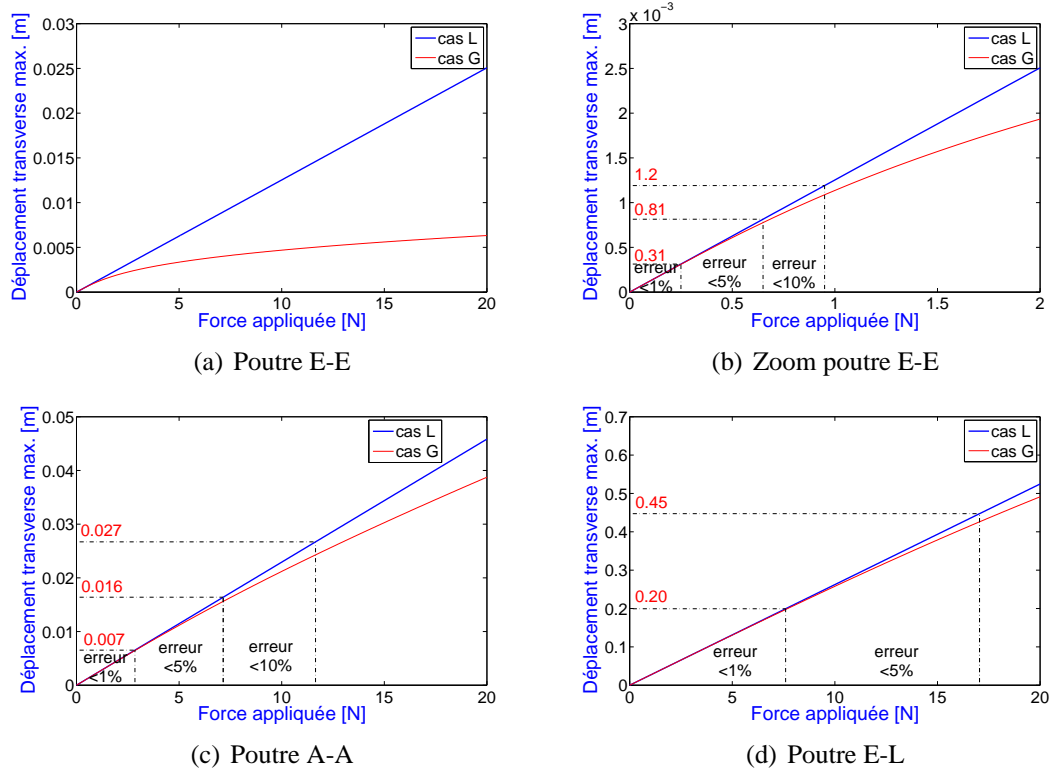 Déplacement transverse max. [m]
0.03
0.025
0.02
0.015
0.01
0.005
0
cas L
cas G
0
5
10
15
20
Force appliquée [N]
(a) Poutre E-E
Déplacement transverse max. [m]
x 10⁻³
3
2.5
2
1.5
1
0.5
0
cas L
cas G
1.2
0.81
0.31
erreur
<1%
erreur
<5%
erreur
<10%
0
0.5
1
1.5
2
Force appliquée [N]
(b) Zoom poutre E-E
Déplacement transverse max. [m]
0.05
0.04
0.03
0.02
0.01
0
cas L
cas G
0.027
0.016
0.007
erreur
<1%
erreur
<5%
erreur
<10%
0
5
10
15
20
Force appliquée [N]
(c) Poutre A-A
Déplacement transverse max. [m]
0.7
0.6
0.5
0.4
0.3
0.2
0.1
0
cas L
cas G
0.45
0.20
erreur
<1%
erreur
<5%
0
5
10
15
20
Force appliquée [N]
(d) Poutre E-L